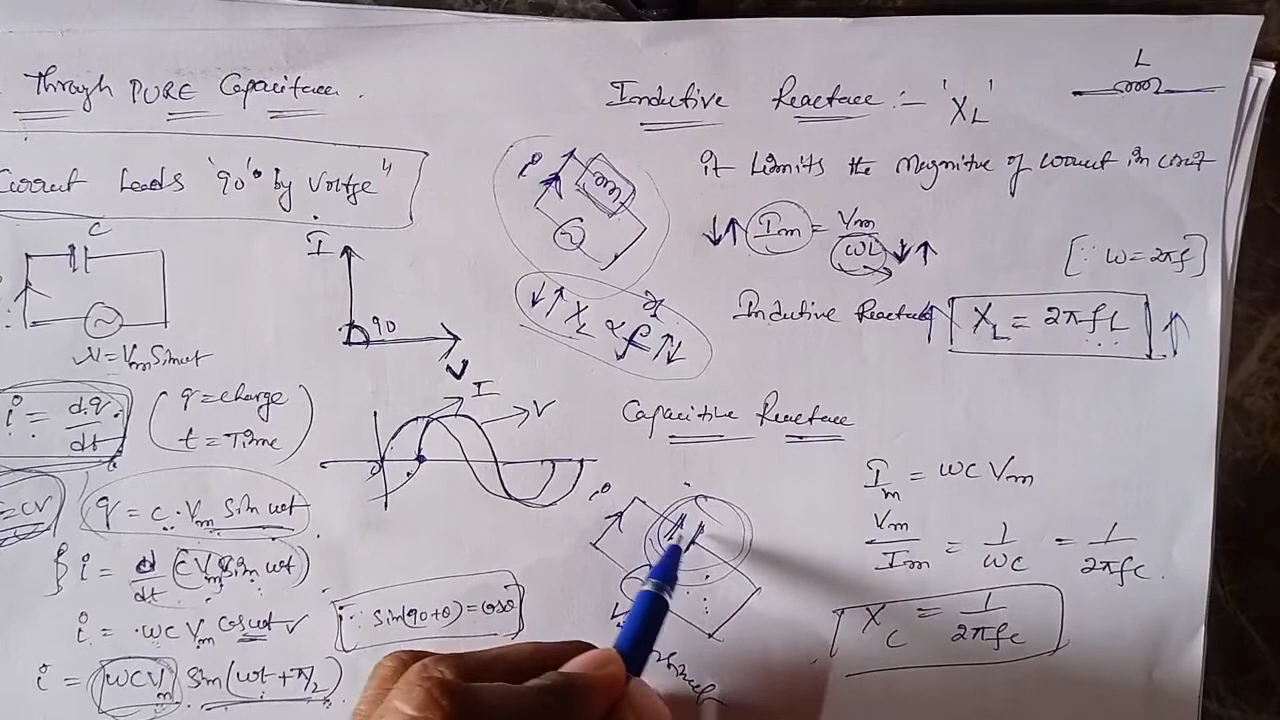 Through PURE Capacitance.
Current Leads '90'° by Voltge"
C
v = Vm Sinωt
I
90
V
i = dq/dt
( q = charge
t = Time )
I
V
= CV
q = c · Vm Sin ωt
i = d/dt (CVm Sin ωt)
i = ωC Vm cos ωt
∵ Sin(90+θ) = cosθ
i = ωCVm Sin(ωt + π/2)
Inductive Reactance :- 'XL'
L
it Limits the Magnitue of Current in Circuit
i
↓↑ Im = Vm/ωL ↓↑
[∵ ω = 2πf]
↓↑ XL ∝ f ↑↓
Inductive Reactance ↑ XL = 2πfL ↑
Capacitive Reactance
i
Im = ωC Vm
Vm/Im = 1/ωC = 1/2πfc.
Xc = 1/2πfc